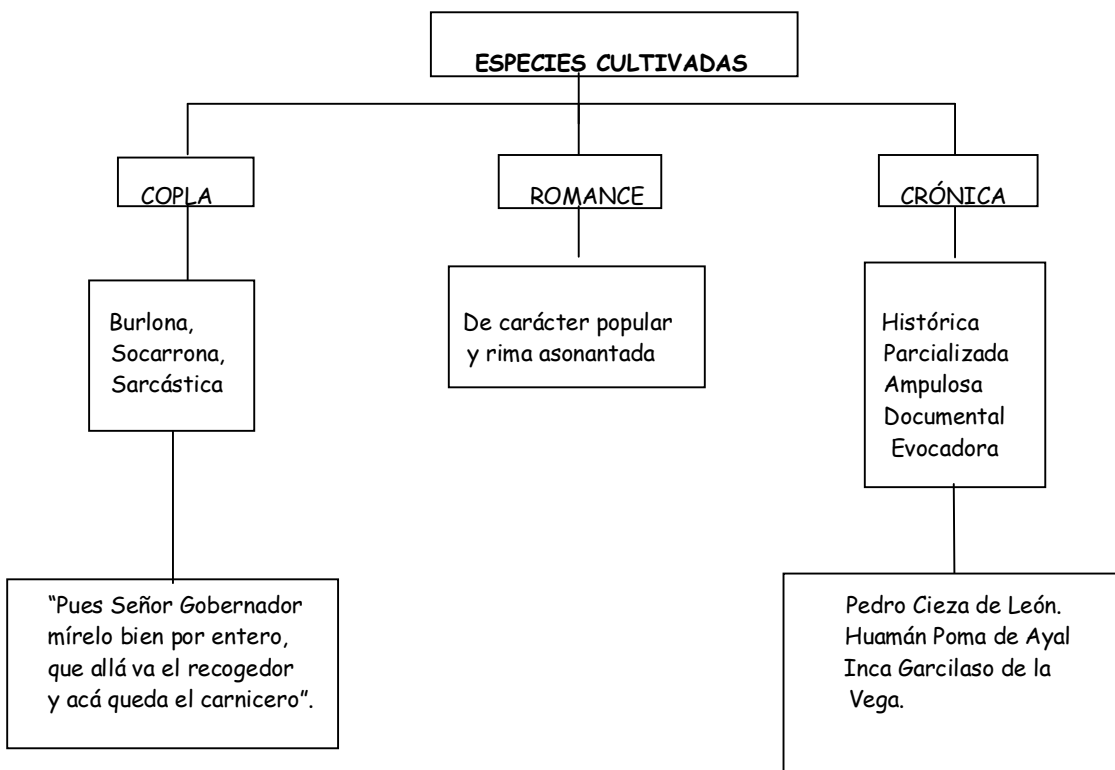 ESPECIES CULTIVADAS
COPLA
ROMANCE
CRÓNICA
Burlona,
Socarrona,
Sarcástica
De carácter popular
y rima asonantada
Histórica
Parcializada
Ampulosa
Documental
Evocadora
“Pues Señor Gobernador
mírelo bien por entero,
que allá va el recogedor
y acá queda el carnicero”.
Pedro Cieza de León.
Huamán Poma de Ayal
Inca Garcilaso de la
Vega.